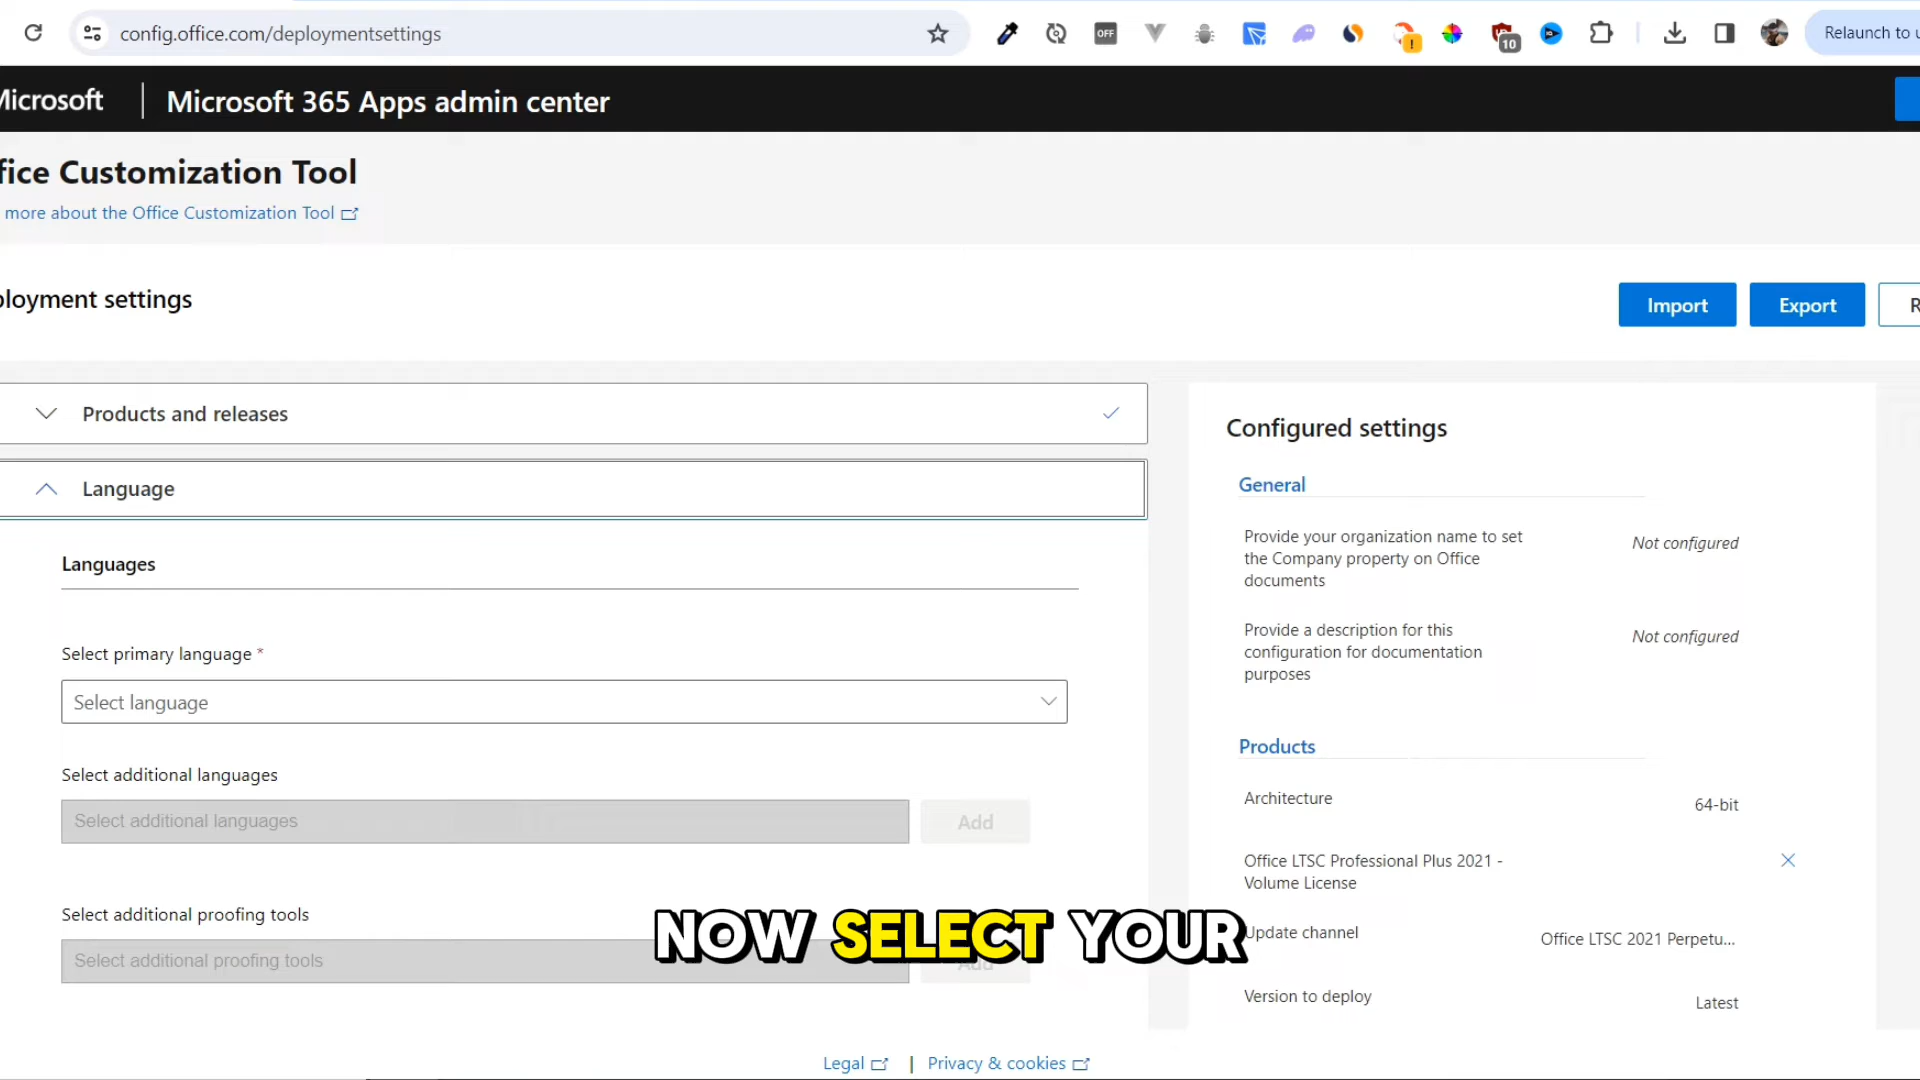 config.office.com/deploymentsettings
OFF
10
Relaunch to u
Microsoft
Microsoft 365 Apps admin center
fice Customization Tool
more about the Office Customization Tool
ployment settings
Import
Export
R
Products and releases
Language
Languages
Select primary language *
Select language
Select additional languages
Select additional languages
Add
Select additional proofing tools
Select additional proofing tools
Add
Configured settings
General
Provide your organization name to set
the Company property on Office
documents
Not configured
Provide a description for this
configuration for documentation
purposes
Not configured
Products
Architecture
64-bit
Office LTSC Professional Plus 2021 -
Volume License
Update channel
Office LTSC 2021 Perpetu...
Version to deploy
Latest
NOW SELECT YOUR
Legal
|
Privacy & cookies